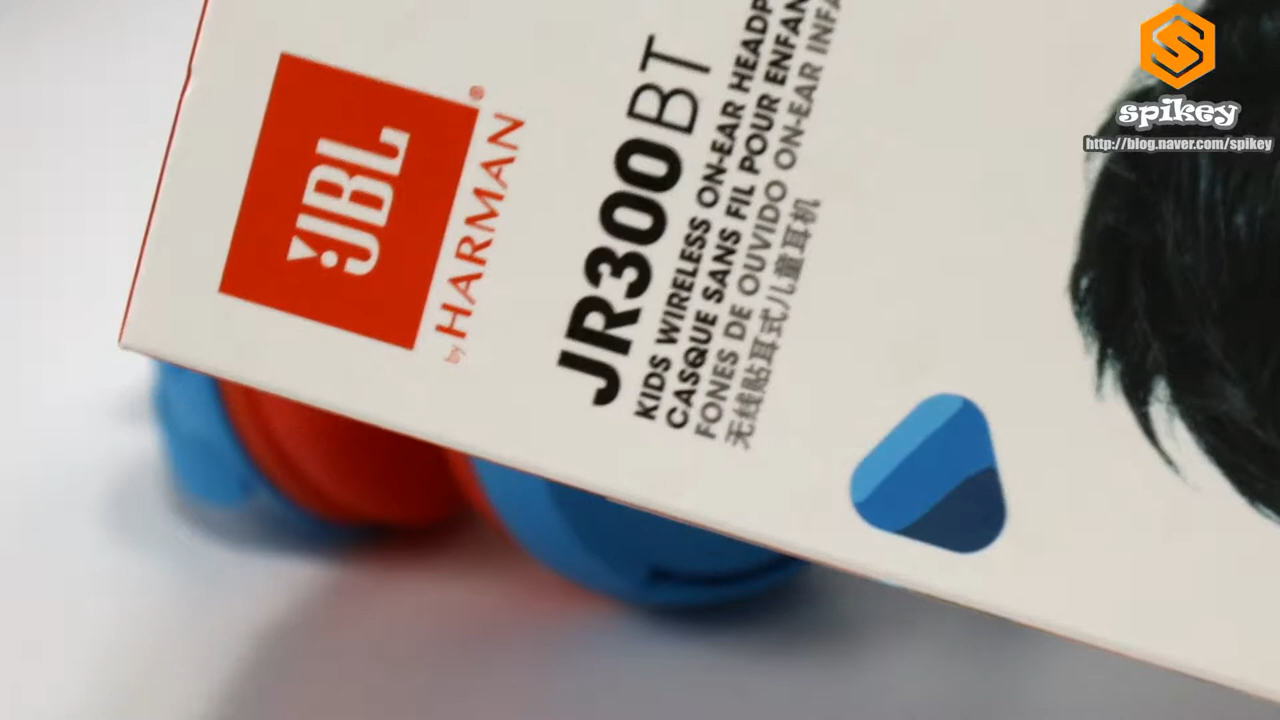 JBL
by HARMAN®
JR300BT
KIDS WIRELESS ON-EAR HEADP
CASQUE SANS FIL POUR ENFAN
FONES DE OUVIDO ON-EAR INFA
无线贴耳式儿童耳机
spikey
http://blog.naver.com/spikey